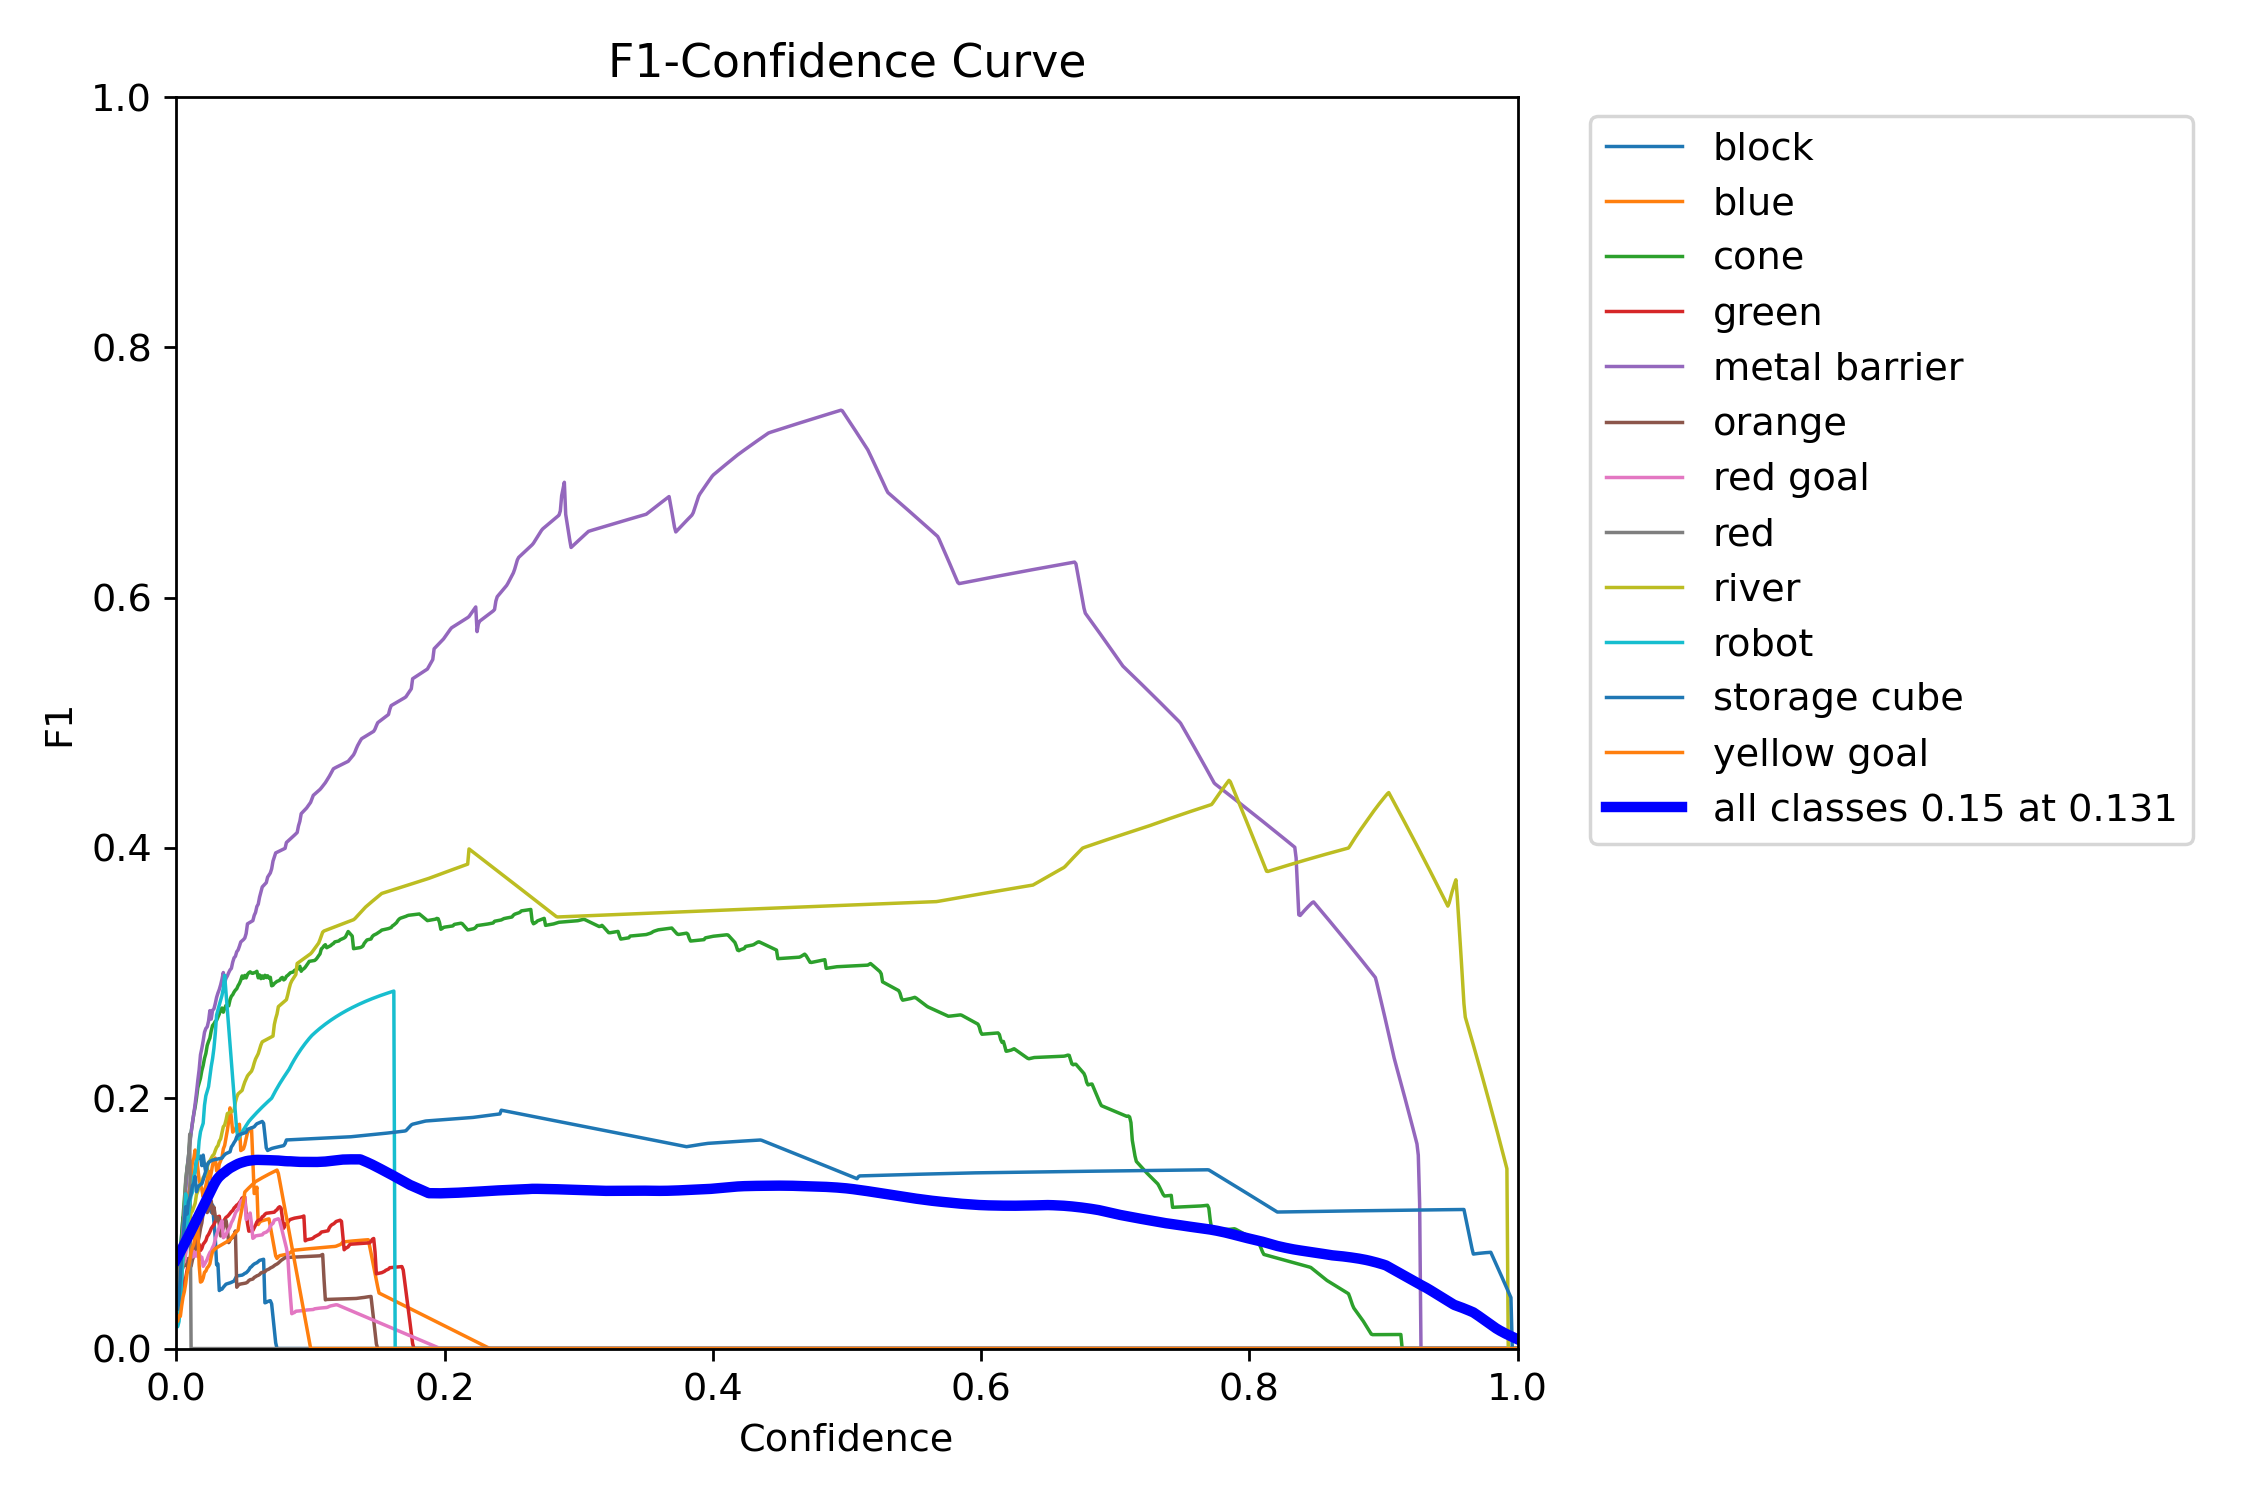 F1-Confidence Curve
1.0
0.8
0.6
0.4
0.2
0.0
F1
0.0 0.2 0.4 0.6 0.8 1.0
Confidence
block
blue
cone
green
metal barrier
orange
red goal
red
river
robot
storage cube
yellow goal
all classes 0.15 at 0.131